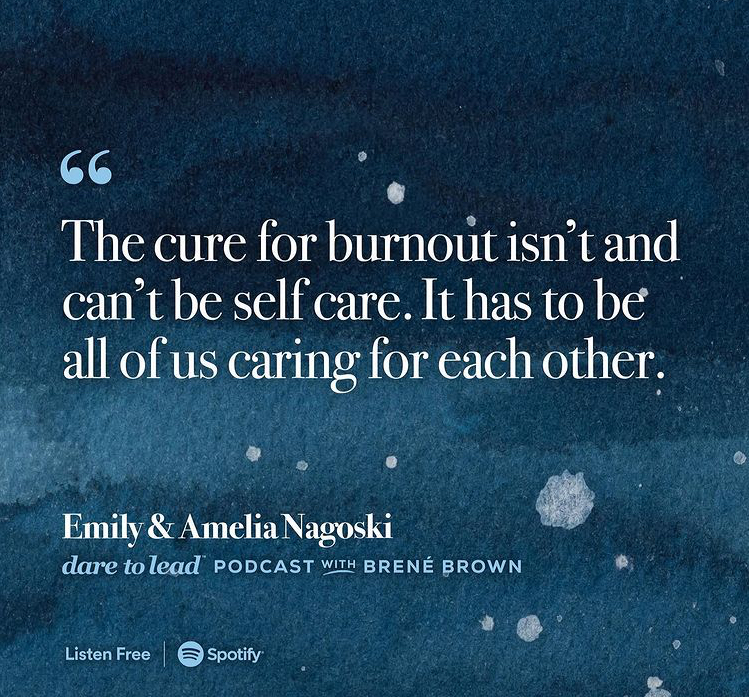 “
The cure for burnout isn’t and
can’t be self care. It has to be
all of us caring for each other.
Emily & Amelia Nagoski
dare to lead™ PODCAST WITH BRENÉ BROWN
Listen Free | Spotify